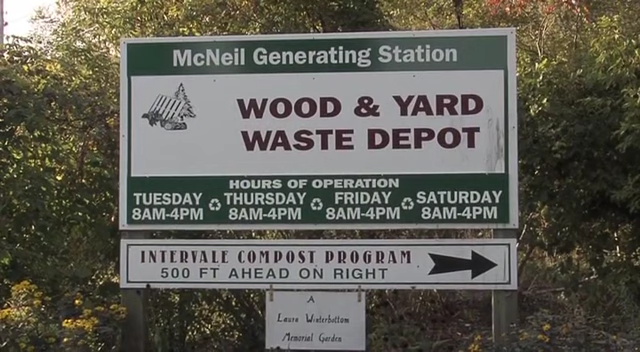 McNeil Generating Station
WOOD & YARD
WASTE DEPOT
HOURS OF OPERATION
TUESDAY THURSDAY FRIDAY SATURDAY
8AM-4PM 8AM-4PM 8AM-4PM 8AM-4PM
INTERVALE COMPOST PROGRAM
500 FT AHEAD ON RIGHT
A
Laura Winterbottom
Memorial Garden